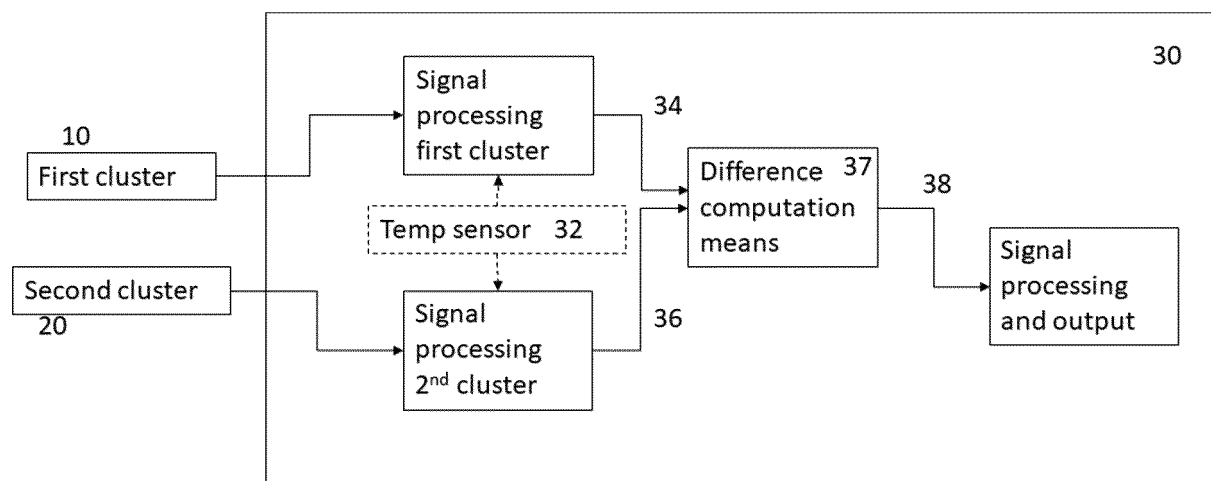 30
Signal
processing
first cluster
34
10
First cluster
Temp sensor 32
Difference 37
computation
means
38
Second cluster
20
Signal
processing
2nd cluster
36
Signal
processing
and output